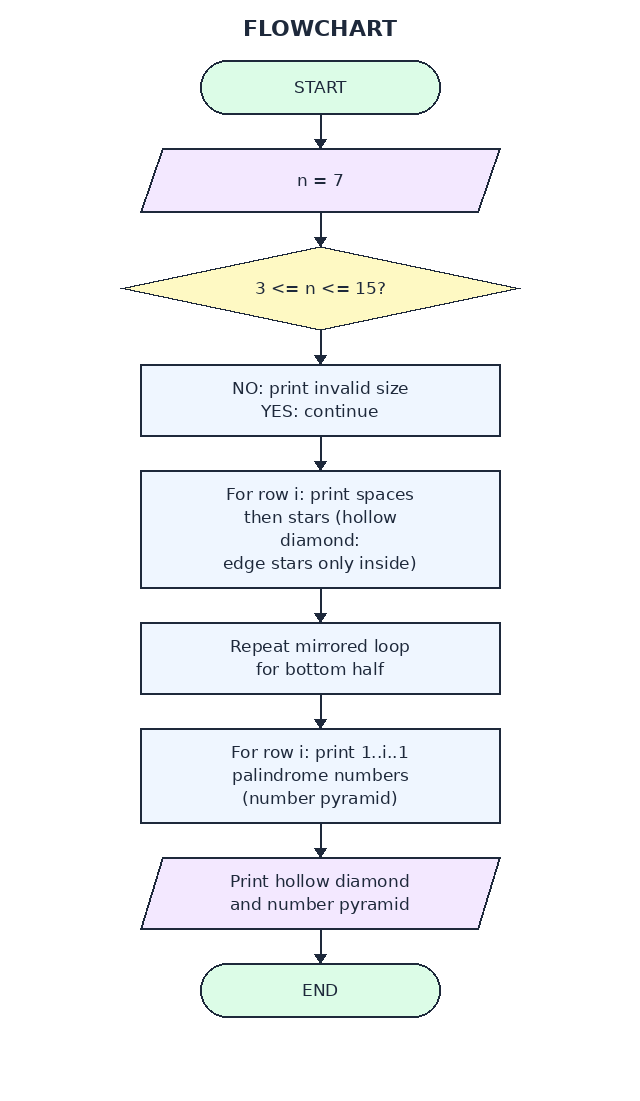 FLOWCHART
START
n = 7
3 <= n <= 15?
NO: print invalid size
YES: continue
For row i: print spaces
then stars (hollow
diamond:
edge stars only inside)
Repeat mirrored loop
for bottom half
For row i: print 1..i..1
palindrome numbers
(number pyramid)
Print hollow diamond
and number pyramid
END